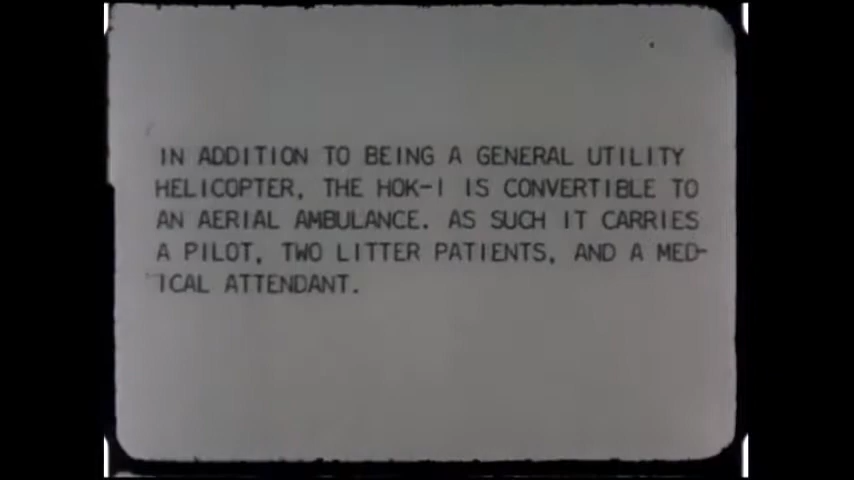 IN ADDITION TO BEING A GENERAL UTILITY
HELICOPTER, THE HOK-1 IS CONVERTIBLE TO
AN AERIAL AMBULANCE. AS SUCH IT CARRIES
A PILOT, TWO LITTER PATIENTS, AND A MED-
ICAL ATTENDANT.